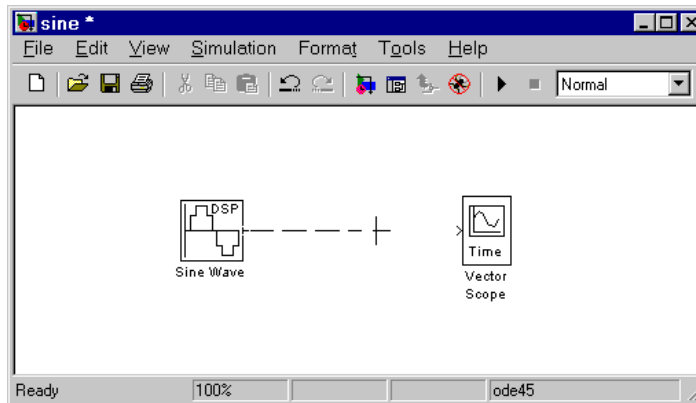 sine *
File Edit View Simulation Format Tools Help
Normal
DSP
Sine Wave
Time
Vector
Scope
Ready 100% ode45